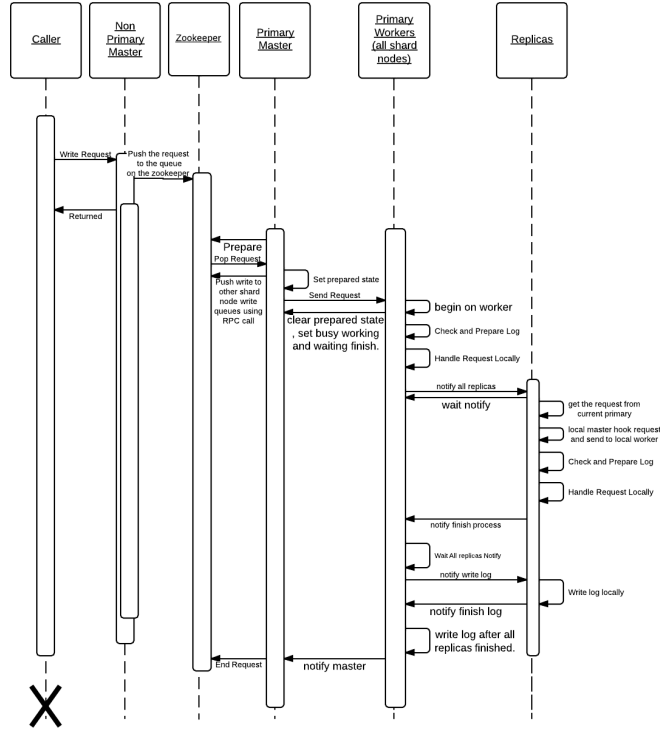 Caller
Non
Primary
Master
Zookeeper
Primary
Master
Primary
Workers
(all shard
nodes)
Replicas
Write Request
Push the request
to the queue
on the zookeeper
Returned
Prepare
Pop Request
Set prepared state
Push write to
other shard
node write
queues using
RPC call
Send Request
clear prepared state
, set busy working
and waiting finish.
begin on worker
Check and Prepare Log
Handle Request Locally
notify all replicas
wait notify
get the request from
current primary
local master hook request
and send to local worker
Check and Prepare Log
Handle Request Locally
notify finish process
Wait All replicas Notify
notify write log
Write log locally
notify finish log
write log after all
replicas finished.
End Request
notify master